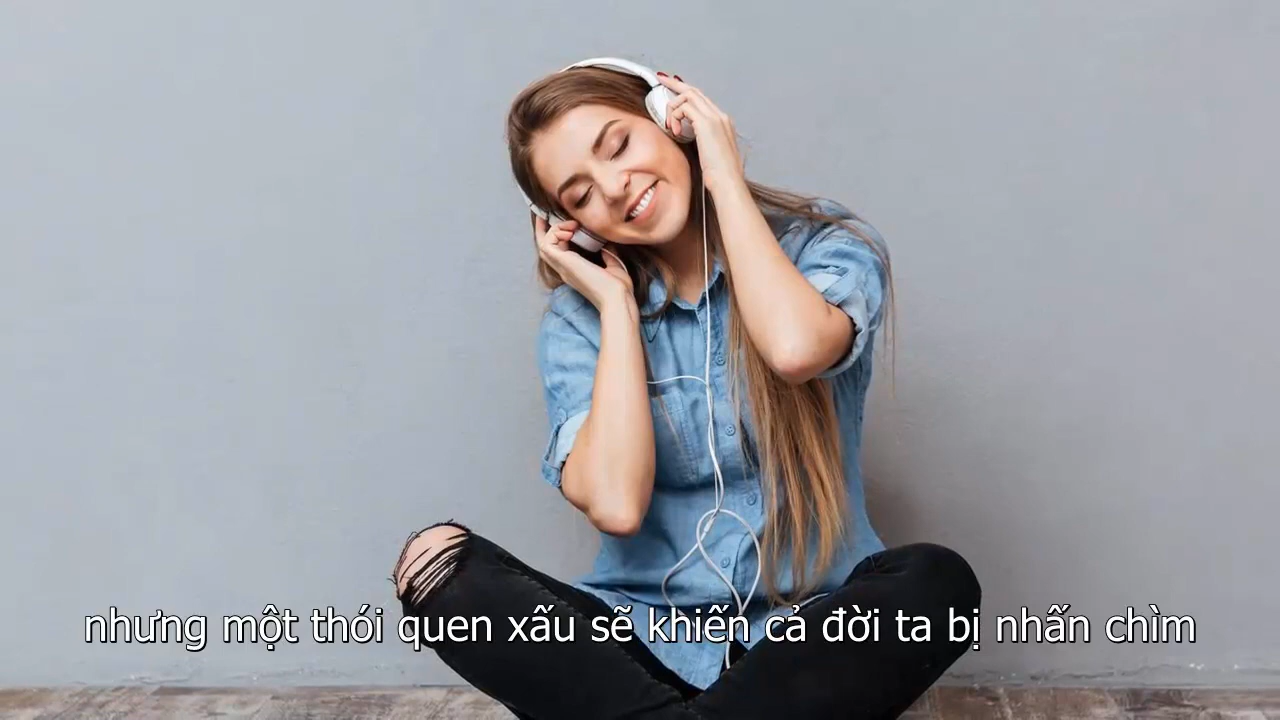 nhưng một thói quen xấu sẽ khiến cả đời ta bị nhấn chìm